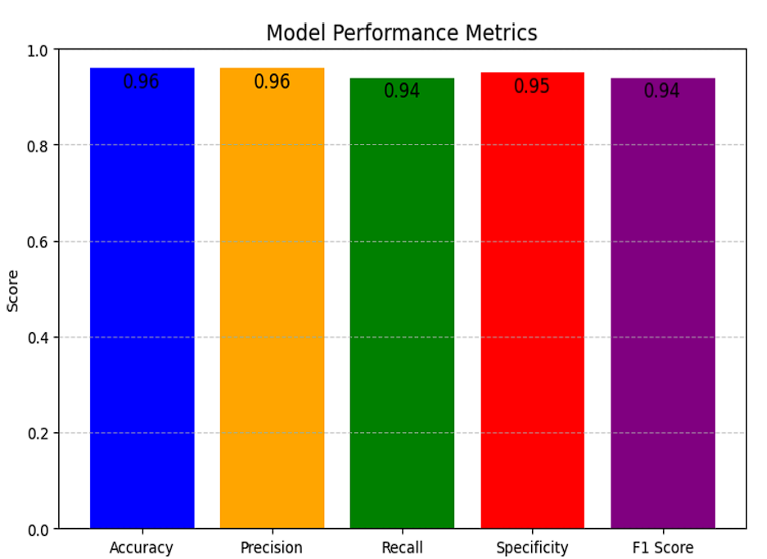 Model Performance Metrics
1.0
0.8
0.6
0.4
0.2
0.0
Score
0.96
0.96
0.94
0.95
0.94
Accuracy
Precision
Recall
Specificity
F1 Score